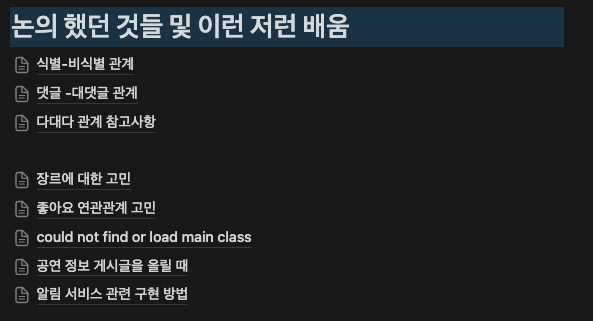 논의 했던 것들 및 이런 저런 배움
식별-비식별 관계
댓글 -대댓글 관계
다대다 관계 참고사항
장르에 대한 고민
좋아요 연관관계 고민
could not find or load main class
공연 정보 게시글을 올릴 때
알림 서비스 관련 구현 방법